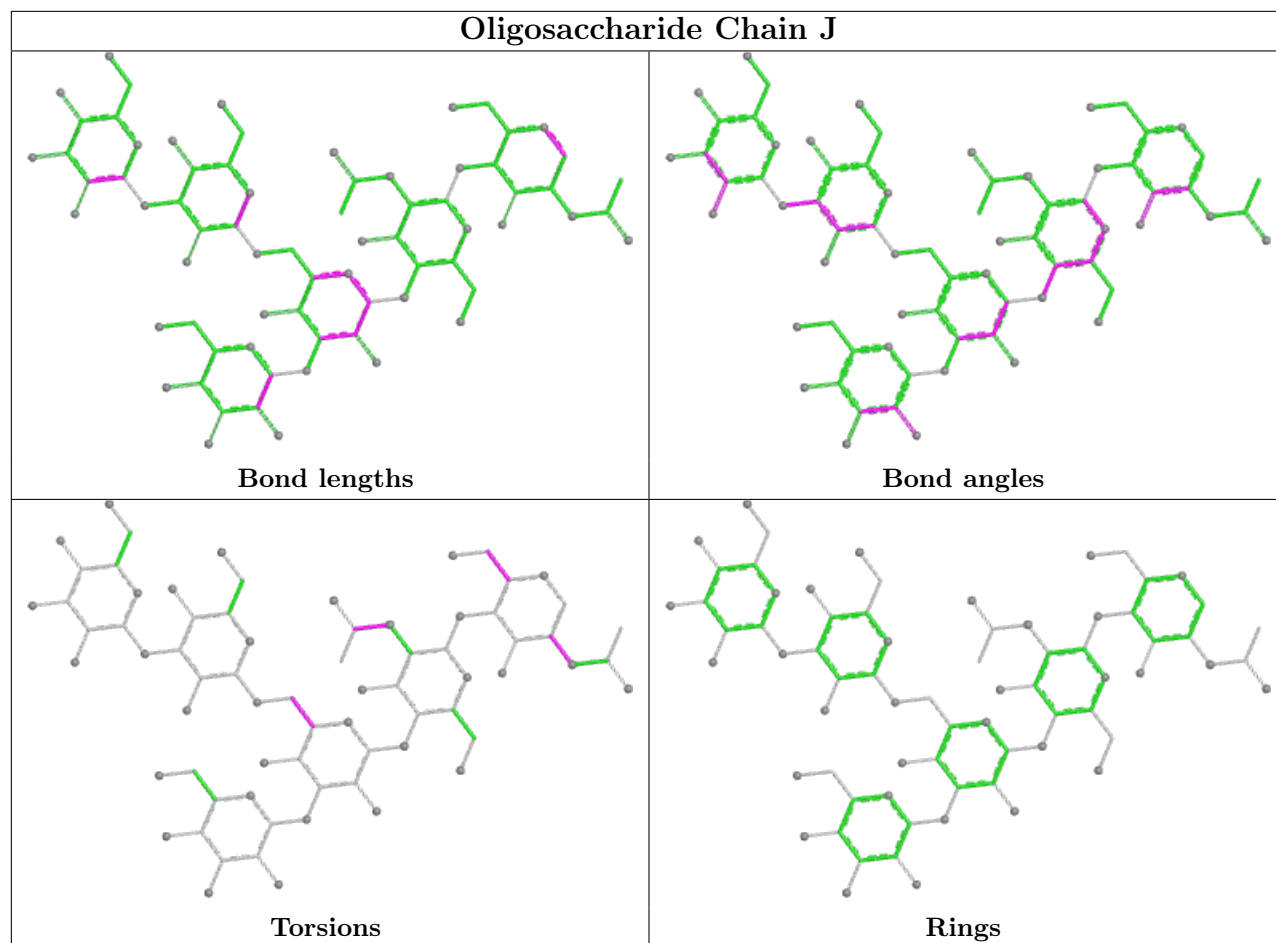 Oligosaccharide Chain J
Bond lengths
Bond angles
Torsions
Rings